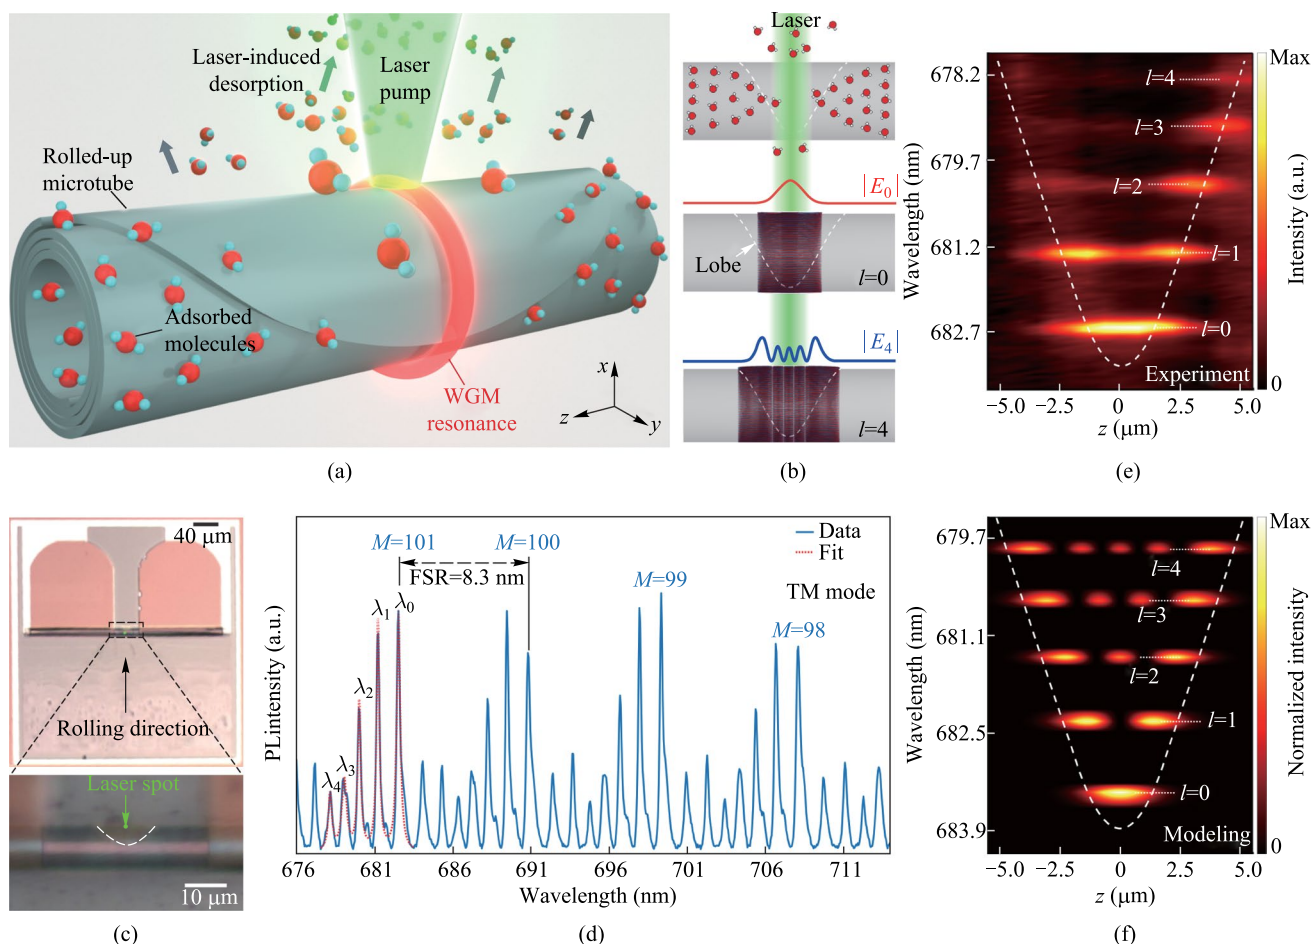 Laser-induced
desorption
Laser
pump
Rolled-up
microtube
Adsorbed
molecules
WGM
resonance
x
z
y
(a)
Laser
|E₀|
Lobe
l=0
|E₄|
l=4
(b)
678.2
679.7
681.2
682.7
Wavelength (nm)
l=4
l=3
l=2
l=1
l=0
Experiment
−5.0
−2.5
0
2.5
5.0
z (μm)
Max
0
Intensity (a.u.)
(e)
40 μm
Rolling direction
Laser spot
10 μm
(c)
M=101
M=100
FSR=8.3 nm
M=99
M=98
Data
Fit
TM mode
λ₄
λ₃
λ₂
λ₁
λ₀
PL intensity (a.u.)
676
681
686
691
696
701
706
711
Wavelength (nm)
(d)
679.7
681.1
682.5
683.9
Wavelength (nm)
l=4
l=3
l=2
l=1
l=0
Modeling
−5.0
−2.5
0
2.5
5.0
z (μm)
Max
0
Normalized intensity
(f)